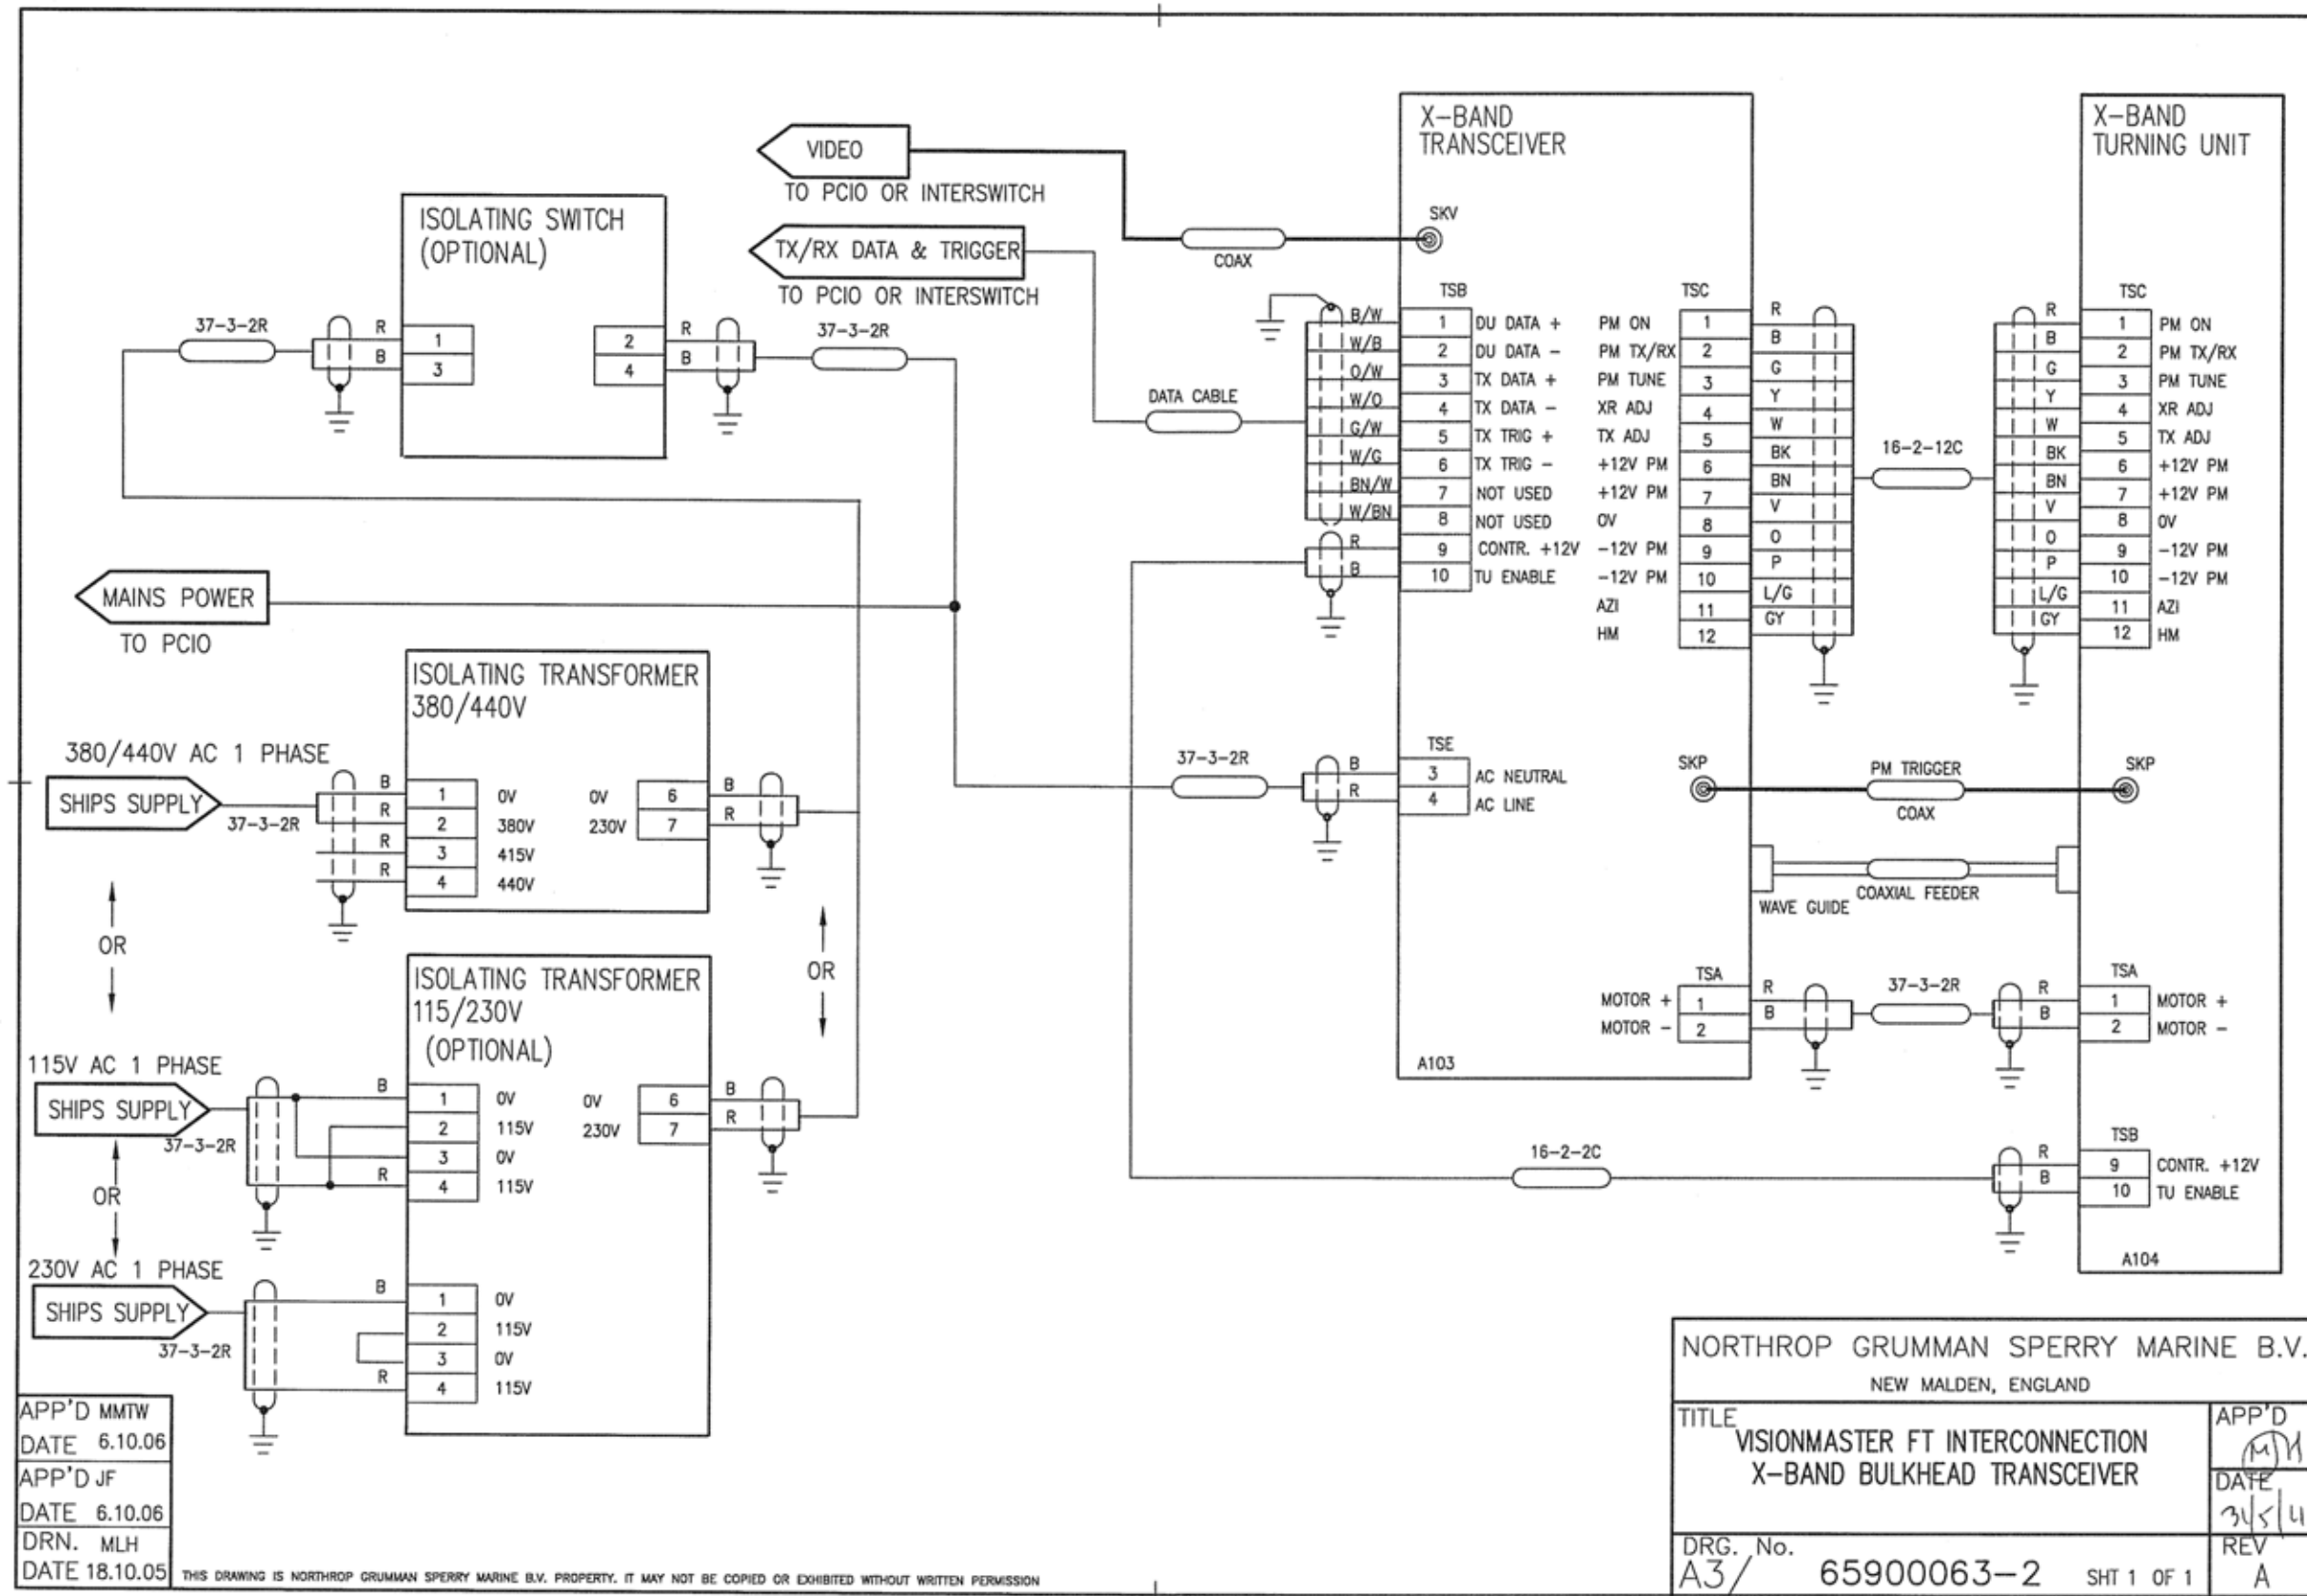 VIDEO
TO PCIO OR INTERSWITCH
TX/RX DATA & TRIGGER
TO PCIO OR INTERSWITCH
COAX
DATA CABLE
ISOLATING SWITCH
(OPTIONAL)
37-3-2R
R
B
1
3
2
4
R
B
37-3-2R
MAINS POWER
TO PCIO
ISOLATING TRANSFORMER
380/440V
380/440V AC 1 PHASE
SHIPS SUPPLY
37-3-2R
B
R
R
R
1 0V
2 380V
3 415V
4 440V
0V 6 B
230V 7 R
OR
OR
ISOLATING TRANSFORMER
115/230V
(OPTIONAL)
115V AC 1 PHASE
SHIPS SUPPLY
37-3-2R
B
R
1 0V
2 115V
3 0V
4 115V
0V 6 B
230V 7 R
OR
230V AC 1 PHASE
SHIPS SUPPLY
37-3-2R
B
R
1 0V
2 115V
3 0V
4 115V
X-BAND
TRANSCEIVER
SKV
TSB
B/W 1 DU DATA +
W/B 2 DU DATA -
O/W 3 TX DATA +
W/O 4 TX DATA -
G/W 5 TX TRIG +
W/G 6 TX TRIG -
BN/W 7 NOT USED
W/BN 8 NOT USED
R 9 CONTR. +12V
B 10 TU ENABLE
TSC
PM ON 1 R
PM TX/RX 2 B
PM TUNE 3 G
XR ADJ 4 Y
TX ADJ 5 W
+12V PM 6 BK
+12V PM 7 BN
0V 8 V
-12V PM 9 O
-12V PM 10 P
AZI 11 L/G
HM 12 GY
16-2-12C
37-3-2R
TSE
B 3 AC NEUTRAL
R 4 AC LINE
SKP
PM TRIGGER
COAX
SKP
WAVE GUIDE
COAXIAL FEEDER
TSA
MOTOR + 1 R
MOTOR - 2 B
37-3-2R
A103
16-2-2C
X-BAND
TURNING UNIT
TSC
R 1 PM ON
B 2 PM TX/RX
G 3 PM TUNE
Y 4 XR ADJ
W 5 TX ADJ
BK 6 +12V PM
BN 7 +12V PM
V 8 0V
O 9 -12V PM
P 10 -12V PM
L/G 11 AZI
GY 12 HM
TSA
R 1 MOTOR +
B 2 MOTOR -
TSB
R 9 CONTR. +12V
B 10 TU ENABLE
A104
APP'D MMTW
DATE 6.10.06
APP'D JF
DATE 6.10.06
DRN. MLH
DATE 18.10.05
THIS DRAWING IS NORTHROP GRUMMAN SPERRY MARINE B.V. PROPERTY. IT MAY NOT BE COPIED OR EXHIBITED WITHOUT WRITTEN PERMISSION
NORTHROP GRUMMAN SPERRY MARINE B.V.
NEW MALDEN, ENGLAND
TITLE
VISIONMASTER FT INTERCONNECTION
X-BAND BULKHEAD TRANSCEIVER
APP'D
DATE
DRG. No.
A3/ 65900063-2 SHT 1 OF 1
REV
A